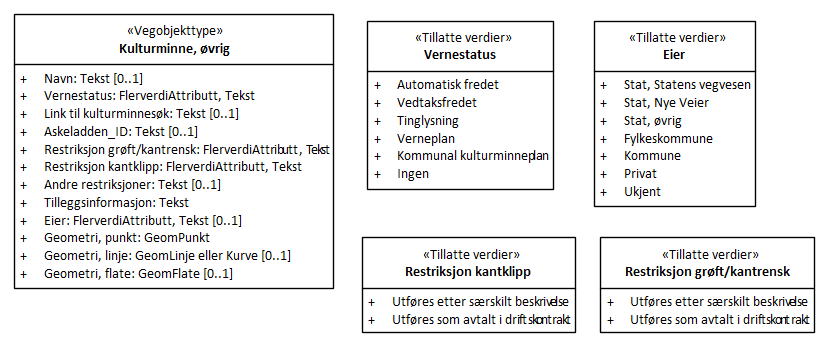 «Vegobjekttype»
Kulturminne, øvrig
+ Navn: Tekst [0..1]
+ Vernestatus: FlerverdiAttributt, Tekst
+ Link til kulturminnesøk: Tekst [0..1]
+ Askeladden_ID: Tekst [0..1]
+ Restriksjon grøft/kantrensk: FlerverdiAttributt, Tekst
+ Restriksjon kantklipp: FlerverdiAttributt, Tekst
+ Andre restriksjoner: Tekst [0..1]
+ Tilleggsinformasjon: Tekst
+ Eier: FlerverdiAttributt, Tekst [0..1]
+ Geometri, punkt: GeomPunkt
+ Geometri, linje: GeomLinje eller Kurve [0..1]
+ Geometri, flate: GeomFlate [0..1]
«Tillatte verdier»
Vernestatus
+ Automatisk fredet
+ Vedtaksfredet
+ Tinglysning
+ Verneplan
+ Kommunal kulturminneplan
+ Ingen
«Tillatte verdier»
Eier
+ Stat, Statens vegvesen
+ Stat, Nye Veier
+ Stat, øvrig
+ Fylkeskommune
+ Kommune
+ Privat
+ Ukjent
«Tillatte verdier»
Restriksjon kantklipp
+ Utføres etter særskilt beskrivelse
+ Utføres som avtalt i driftskontrakt
«Tillatte verdier»
Restriksjon grøft/kantrensk
+ Utføres etter særskilt beskrivelse
+ Utføres som avtalt i driftskontrakt